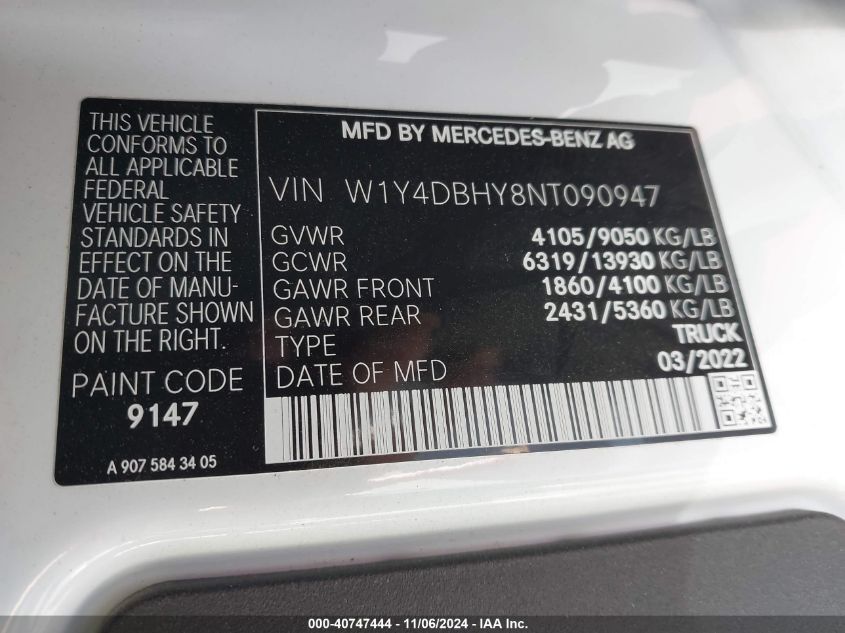 THIS VEHICLE
CONFORMS TO
ALL APPLICABLE
FEDERAL
VEHICLE SAFETY
STANDARDS IN
EFFECT ON THE
DATE OF MANU-
FACTURE SHOWN
ON THE RIGHT.
PAINT CODE
9147
A 907 584 34 05
MFD BY MERCEDES-BENZ AG
VIN W1Y4DBHY8NT090947
GVWR 4105/9050 KG/LB
GCWR 6319/13930 KG/LB
GAWR FRONT 1860/4100 KG/LB
GAWR REAR 2431/5360 KG/LB
TYPE TRUCK
DATE OF MFD 03/2022
000-40747444 - 11/06/2024 - IAA Inc.